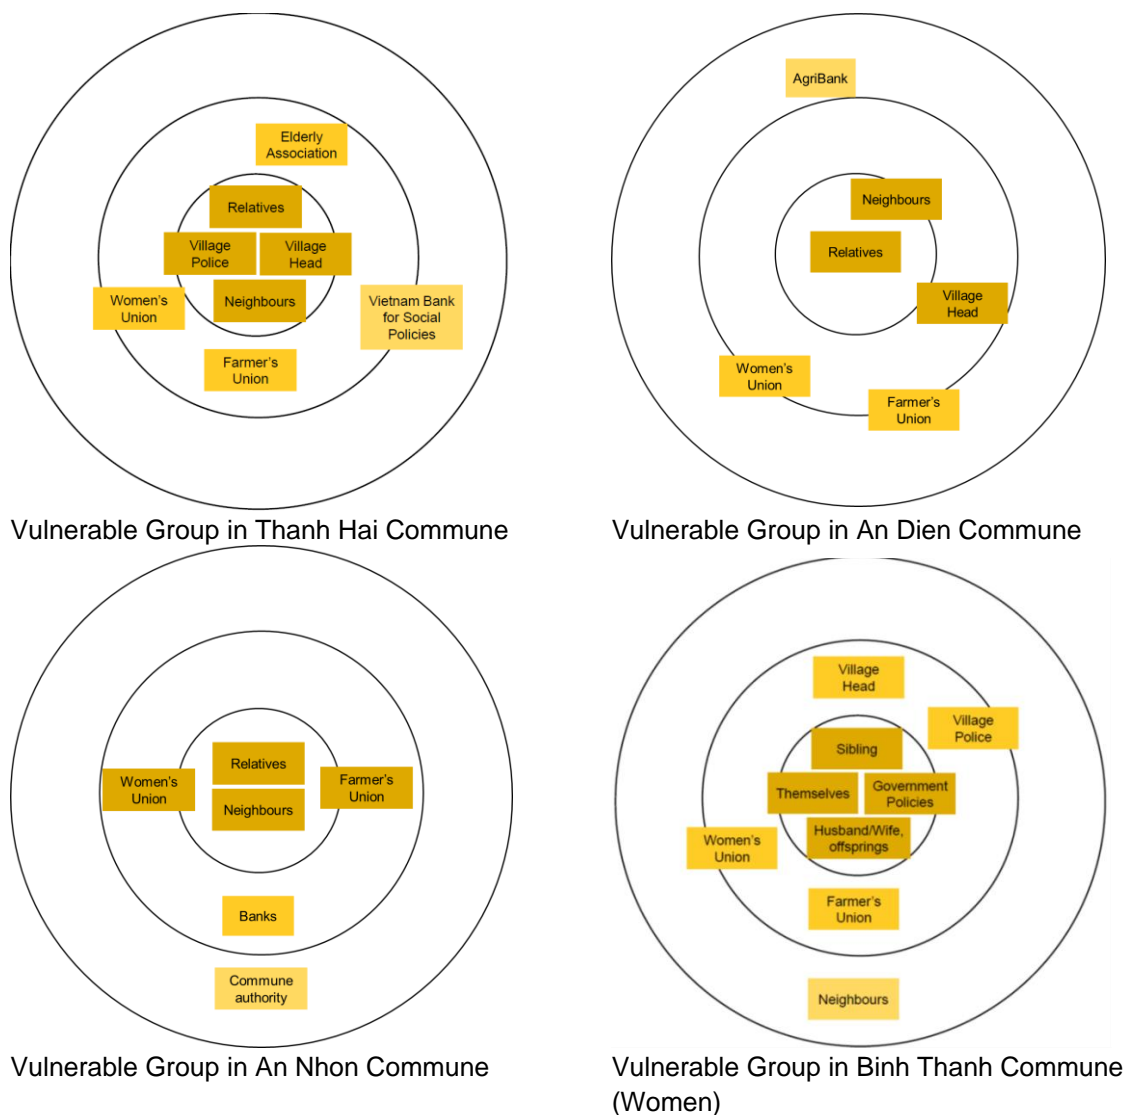 Elderly
Association
Relatives
Village
Police
Village
Head
Women's
Union
Neighbours
Vietnam Bank
for Social
Policies
Farmer's
Union
Vulnerable Group in Thanh Hai Commune
AgriBank
Neighbours
Relatives
Village
Head
Women's
Union
Farmer's
Union
Vulnerable Group in An Dien Commune
Relatives
Women's
Union
Neighbours
Farmer's
Union
Banks
Commune
authority
Vulnerable Group in An Nhon Commune
Village
Head
Village
Police
Sibling
Themselves
Government
Policies
Husband/Wife,
offsprings
Women's
Union
Farmer's
Union
Neighbours
Vulnerable Group in Binh Thanh Commune
(Women)